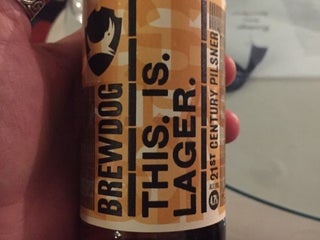 BREWDOG
THIS. IS.
LAGER.
21ST CENTURY PILSNER